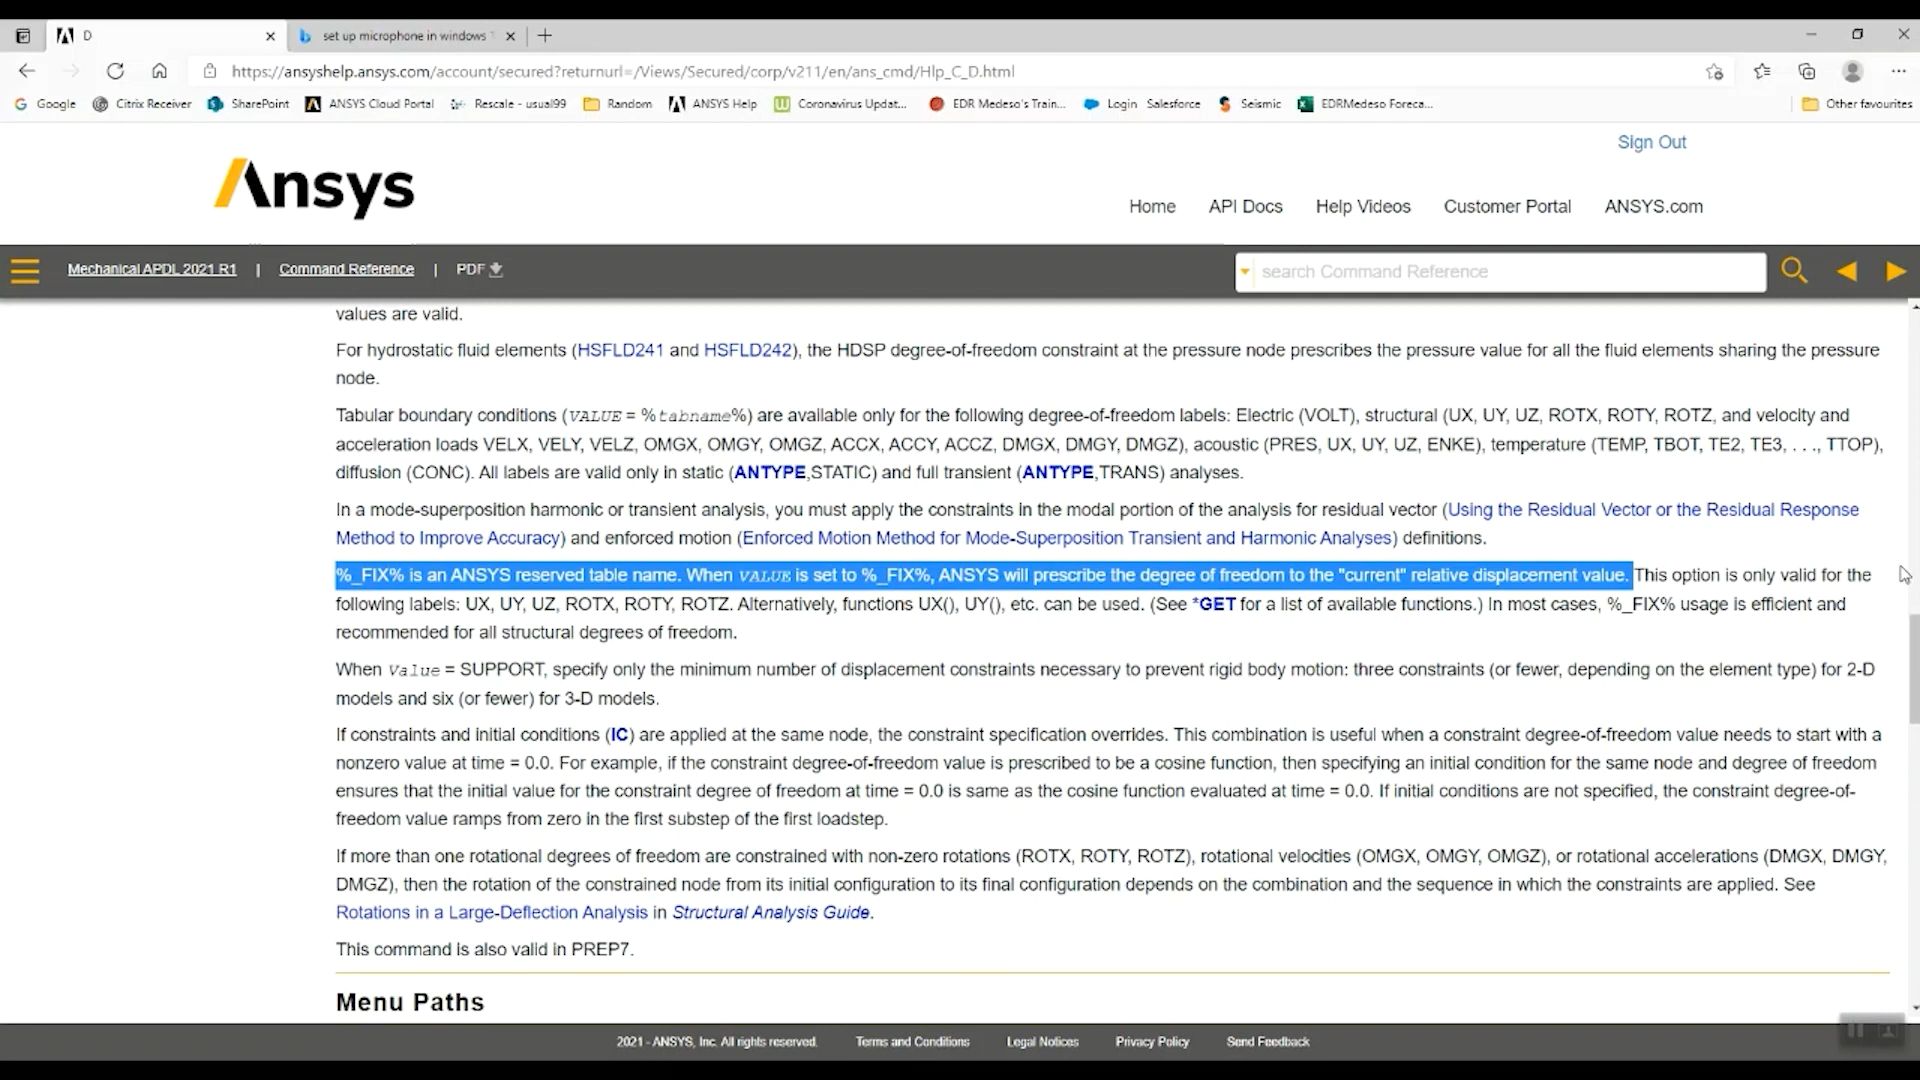 D
set up microphone in windows
https://ansyshelp.ansys.com/account/secured?returnurl=/Views/Secured/corp/v211/en/ans_cmd/Hlp_C_D.html
Google
Citrix Receiver
SharePoint
ANSYS Cloud Portal
Rescale - usual99
Random
ANSYS Help
Coronavirus Updat...
EDR Medeso's Train...
Login Salesforce
Seismic
EDRMedeso Foreca...
Other favourites
Sign Out
Ansys
Home
API Docs
Help Videos
Customer Portal
ANSYS.com
Mechanical APDL 2021 R1 | Command Reference | PDF
search Command Reference
values are valid.
For hydrostatic fluid elements (HSFLD241 and HSFLD242), the HDSP degree-of-freedom constraint at the pressure node prescribes the pressure value for all the fluid elements sharing the pressure
node.
Tabular boundary conditions (VALUE = %tabname%) are available only for the following degree-of-freedom labels: Electric (VOLT), structural (UX, UY, UZ, ROTX, ROTY, ROTZ, and velocity and
acceleration loads VELX, VELY, VELZ, OMGX, OMGY, OMGZ, ACCX, ACCY, ACCZ, DMGX, DMGY, DMGZ), acoustic (PRES, UX, UY, UZ, ENKE), temperature (TEMP, TBOT, TE2, TE3, . . ., TTOP),
diffusion (CONC). All labels are valid only in static (ANTYPE,STATIC) and full transient (ANTYPE,TRANS) analyses.
In a mode-superposition harmonic or transient analysis, you must apply the constraints in the modal portion of the analysis for residual vector (Using the Residual Vector or the Residual Response
Method to Improve Accuracy) and enforced motion (Enforced Motion Method for Mode-Superposition Transient and Harmonic Analyses) definitions.
%_FIX% is an ANSYS reserved table name. When VALUE is set to %_FIX%, ANSYS will prescribe the degree of freedom to the "current" relative displacement value. This option is only valid for the
following labels: UX, UY, UZ, ROTX, ROTY, ROTZ. Alternatively, functions UX(), UY(), etc. can be used. (See *GET for a list of available functions.) In most cases, %_FIX% usage is efficient and
recommended for all structural degrees of freedom.
When Value = SUPPORT, specify only the minimum number of displacement constraints necessary to prevent rigid body motion: three constraints (or fewer, depending on the element type) for 2-D
models and six (or fewer) for 3-D models.
If constraints and initial conditions (IC) are applied at the same node, the constraint specification overrides. This combination is useful when a constraint degree-of-freedom value needs to start with a
nonzero value at time = 0.0. For example, if the constraint degree-of-freedom value is prescribed to be a cosine function, then specifying an initial condition for the same node and degree of freedom
ensures that the initial value for the constraint degree of freedom at time = 0.0 is same as the cosine function evaluated at time = 0.0. If initial conditions are not specified, the constraint degree-of-
freedom value ramps from zero in the first substep of the first loadstep.
If more than one rotational degrees of freedom are constrained with non-zero rotations (ROTX, ROTY, ROTZ), rotational velocities (OMGX, OMGY, OMGZ), or rotational accelerations (DMGX, DMGY,
DMGZ), then the rotation of the constrained node from its initial configuration to its final configuration depends on the combination and the sequence in which the constraints are applied. See
Rotations in a Large-Deflection Analysis in Structural Analysis Guide.
This command is also valid in PREP7.
Menu Paths
2021 - ANSYS, Inc. All rights reserved.
Terms and Conditions
Legal Notices
Privacy Policy
Send Feedback